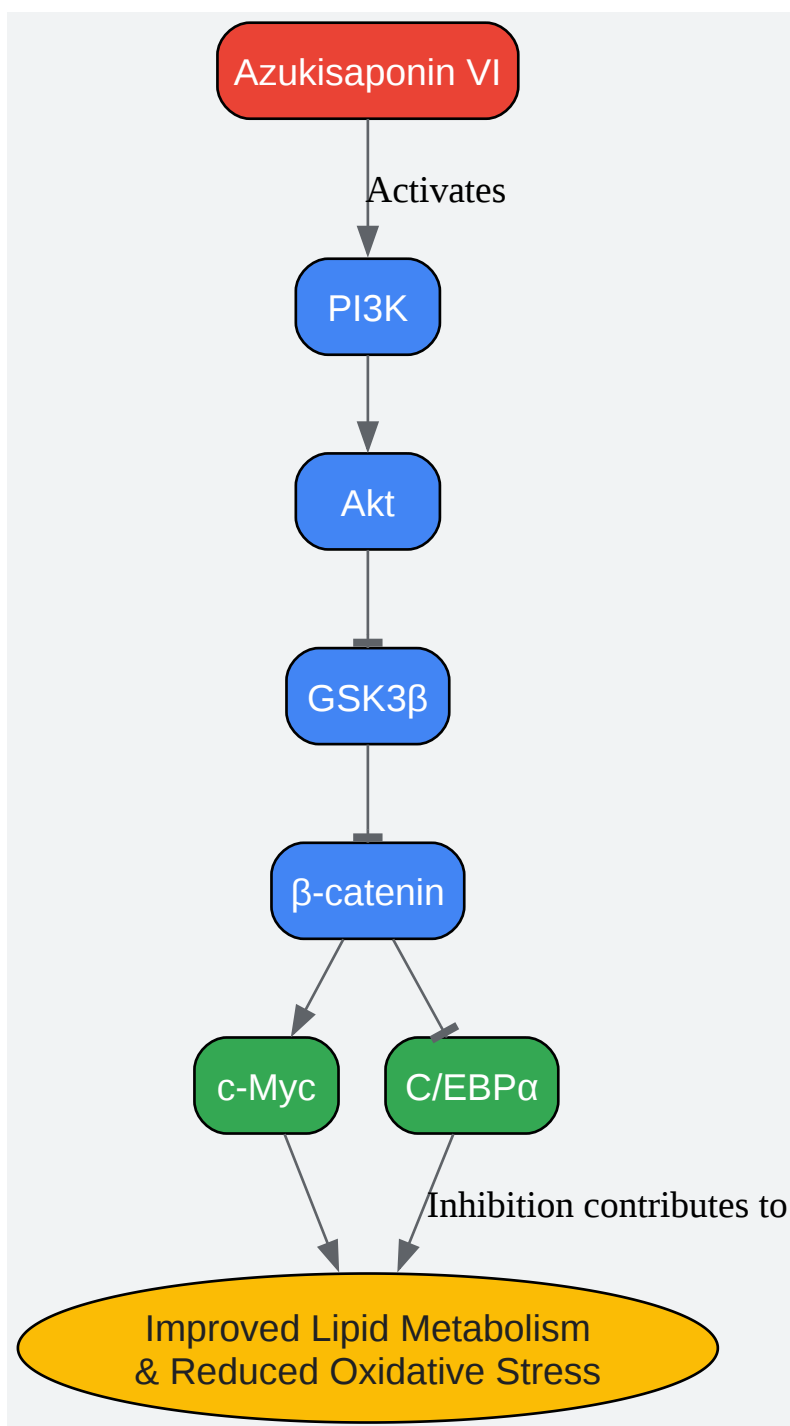 Azukisaponin VI
Activates
PI3K
Akt
GSK3β
β-catenin
c-Myc
C/EBPα
Inhibition contributes to
Improved Lipid Metabolism
& Reduced Oxidative Stress